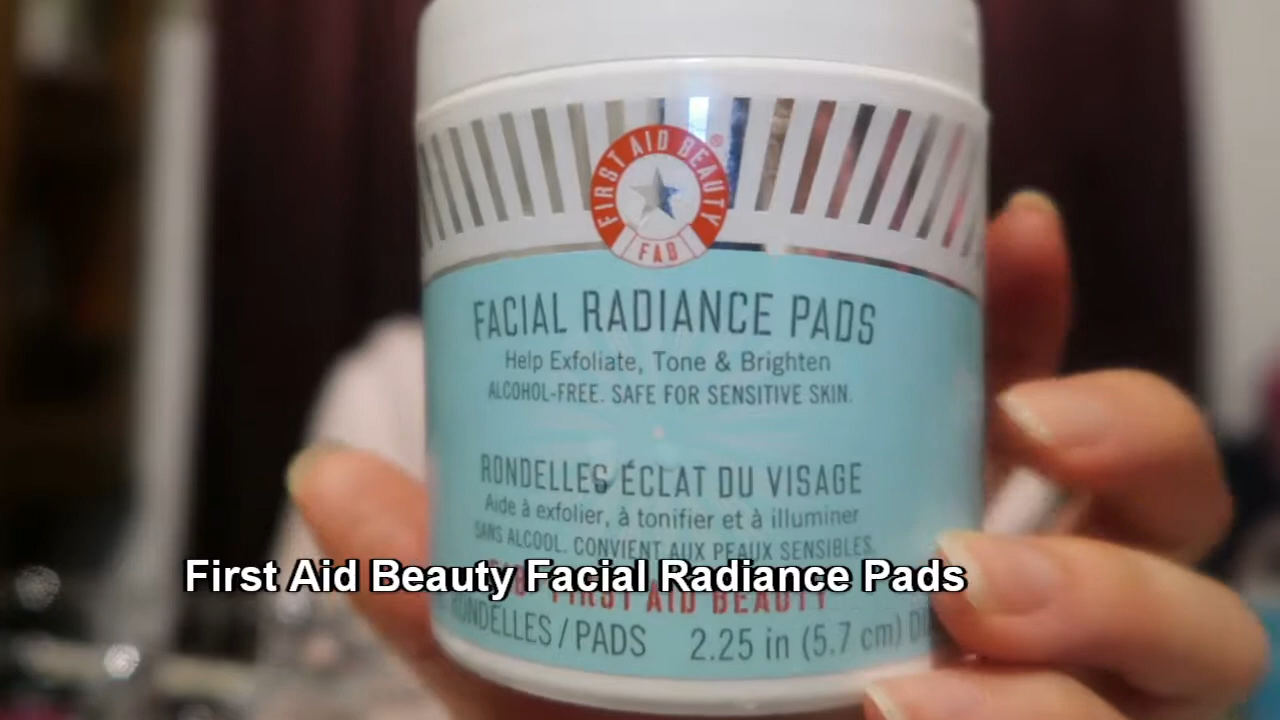 FIRST AID BEAUTY®
FAB
FACIAL RADIANCE PADS
Help Exfoliate, Tone & Brighten
ALCOHOL-FREE. SAFE FOR SENSITIVE SKIN.
RONDELLES ÉCLAT DU VISAGE
Aide à exfolier, à tonifier et à illuminer
SANS ALCOOL. CONVIENT AUX PEAUX SENSIBLES.
First Aid Beauty Facial Radiance Pads
FIRST AID BEAUTY
RONDELLES / PADS 2.25 in (5.7 cm)